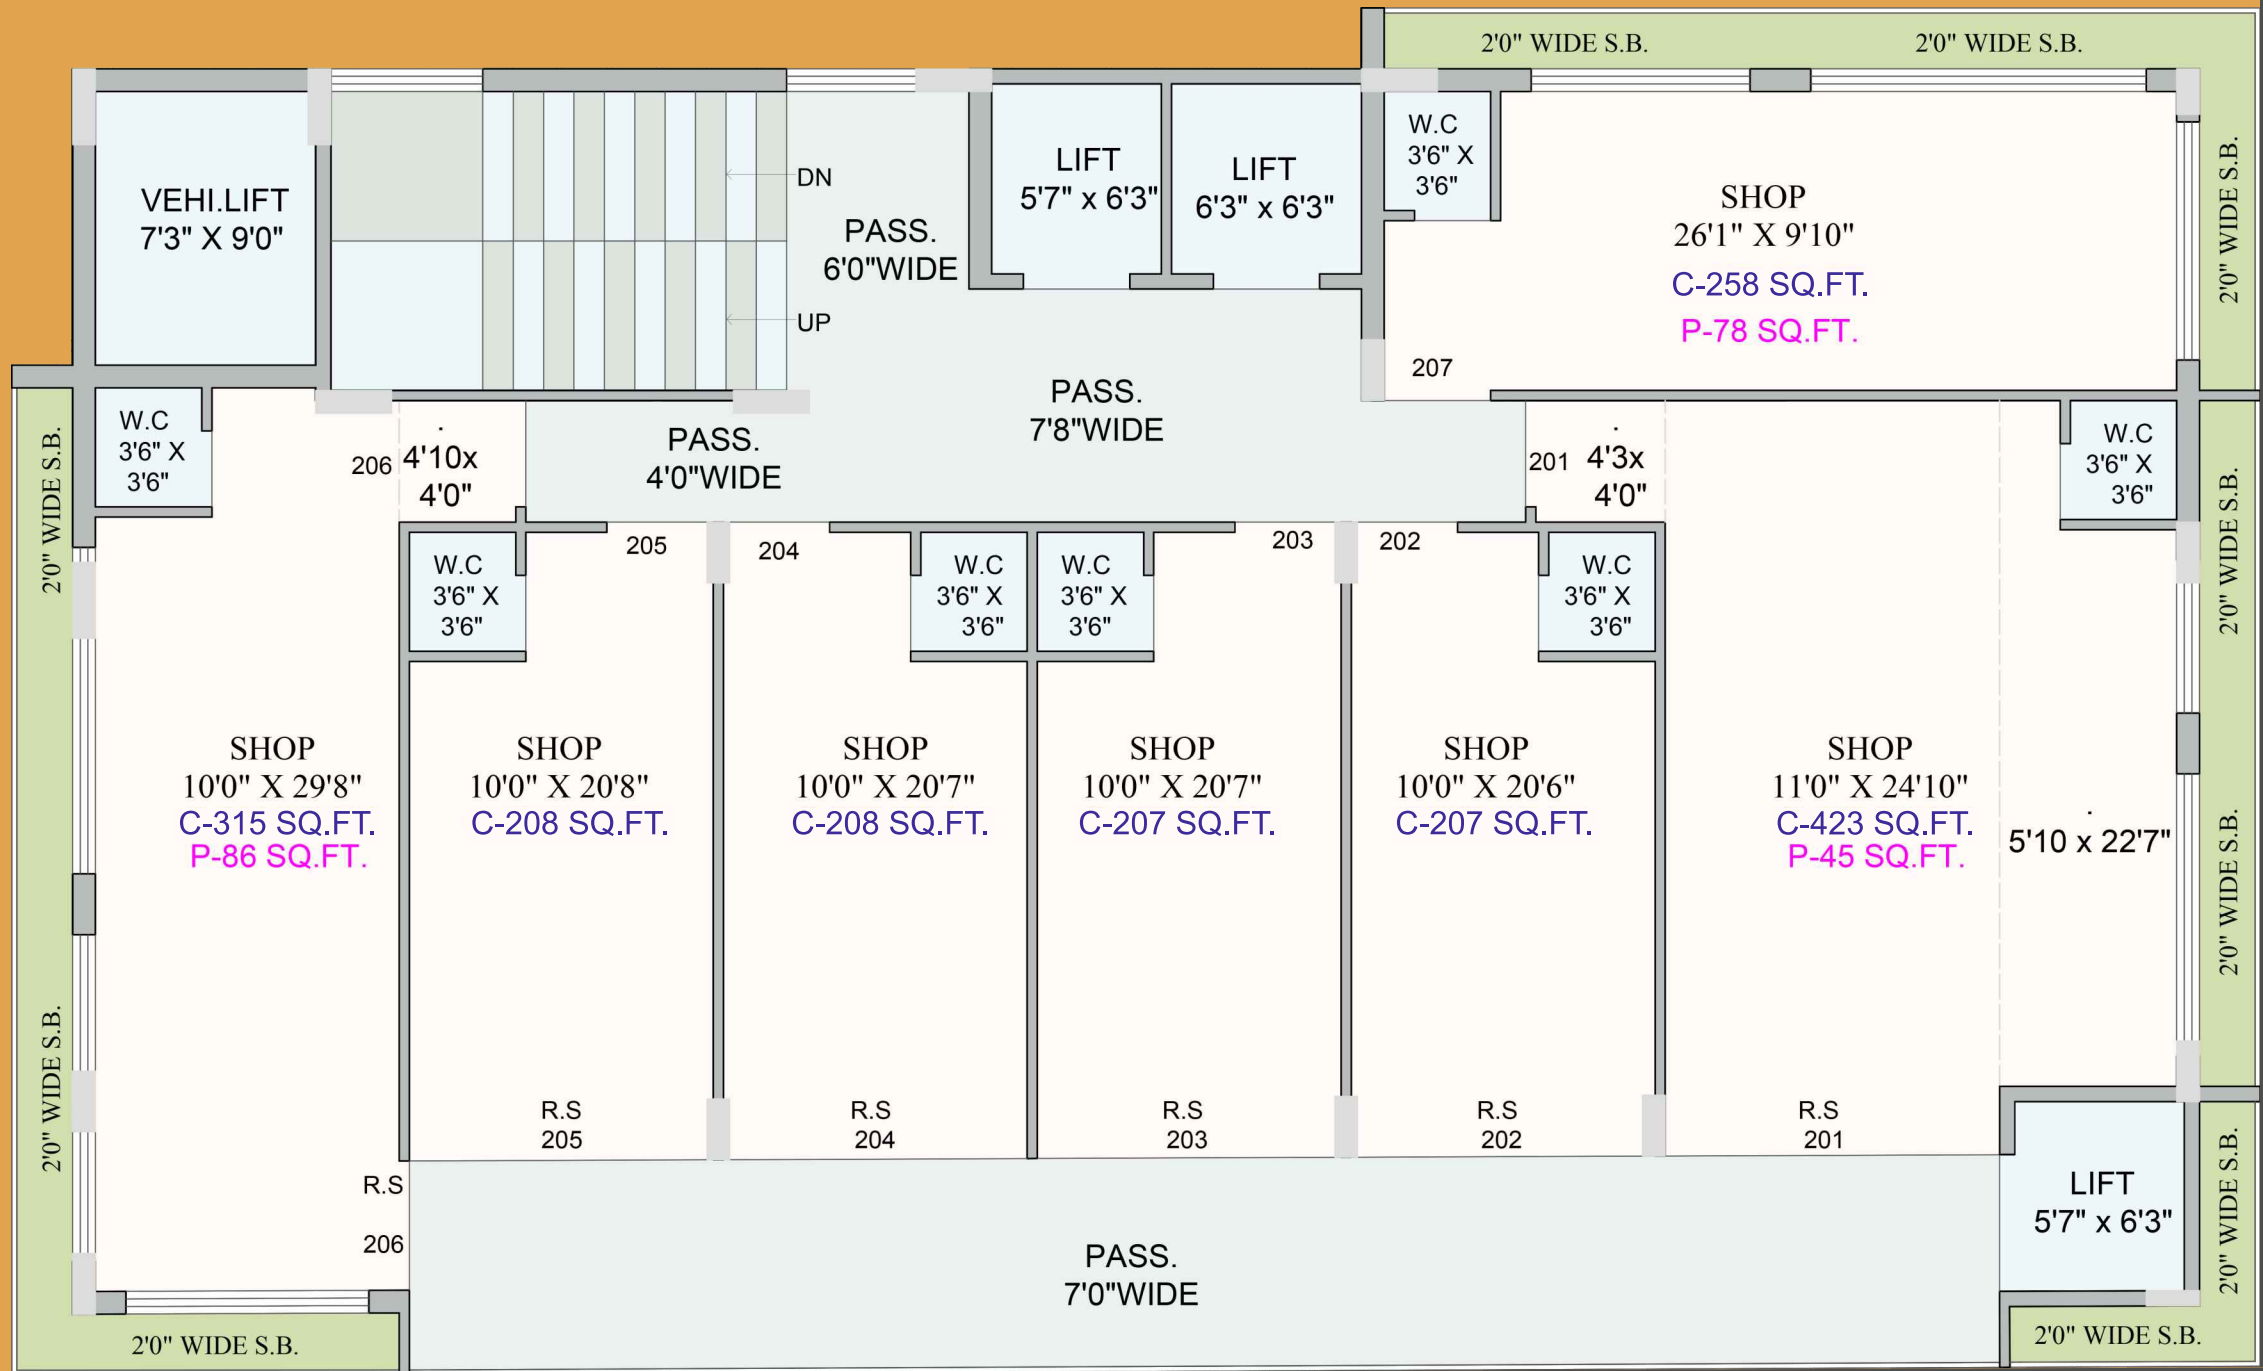 2'0" WIDE S.B.
2'0" WIDE S.B.
VEHI.LIFT
7'3" X 9'0"
DN
UP
PASS.
6'0"WIDE
LIFT
5'7" x 6'3"
LIFT
6'3" x 6'3"
W.C
3'6" X
3'6"
SHOP
26'1" X 9'10"
C-258 SQ.FT.
P-78 SQ.FT.
207
2'0" WIDE S.B.
2'0" WIDE S.B.
W.C
3'6" X
3'6"
206
4'10x
4'0"
PASS.
4'0"WIDE
PASS.
7'8"WIDE
201
4'3x
4'0"
W.C
3'6" X
3'6"
2'0" WIDE S.B.
205
204
203
202
W.C
3'6" X
3'6"
W.C
3'6" X
3'6"
W.C
3'6" X
3'6"
W.C
3'6" X
3'6"
SHOP
10'0" X 29'8"
C-315 SQ.FT.
P-86 SQ.FT.
SHOP
10'0" X 20'8"
C-208 SQ.FT.
SHOP
10'0" X 20'7"
C-208 SQ.FT.
SHOP
10'0" X 20'7"
C-207 SQ.FT.
SHOP
10'0" X 20'6"
C-207 SQ.FT.
SHOP
11'0" X 24'10"
C-423 SQ.FT.
P-45 SQ.FT.
5'10 x 22'7"
2'0" WIDE S.B.
2'0" WIDE S.B.
R.S
205
R.S
204
R.S
203
R.S
202
R.S
201
R.S
206
LIFT
5'7" x 6'3"
2'0" WIDE S.B.
PASS.
7'0"WIDE
2'0" WIDE S.B.
2'0" WIDE S.B.